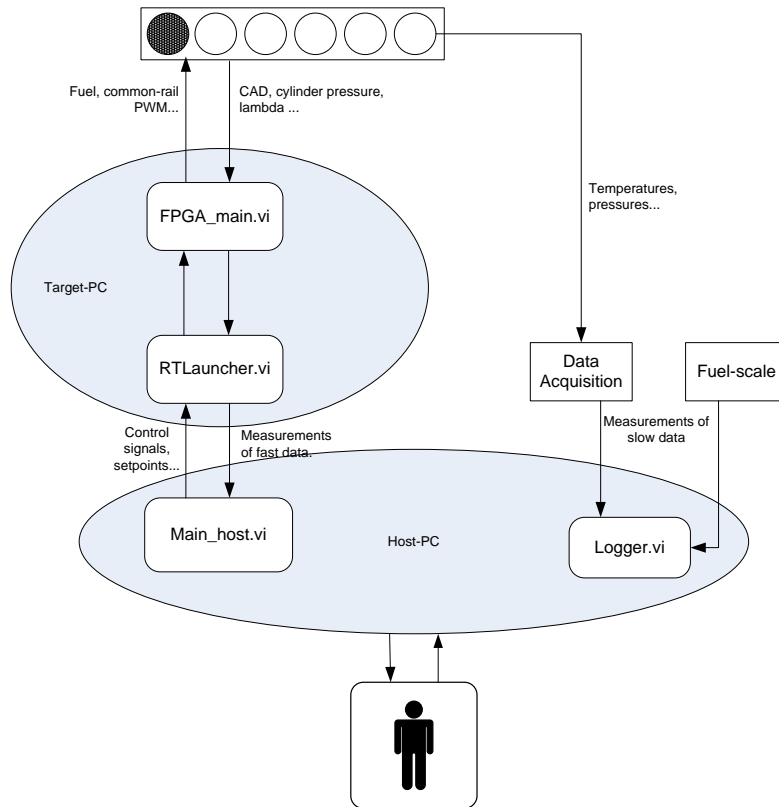 Fuel, common-rail
PWM...
CAD, cylinder pressure,
lambda ...
Temperatures,
pressures...
FPGA_main.vi
Target-PC
RTLauncher.vi
Data
Acquisition
Fuel-scale
Control
signals,
setpoints...
Measurements
of fast data.
Measurements of
slow data
Main_host.vi
Host-PC
Logger.vi